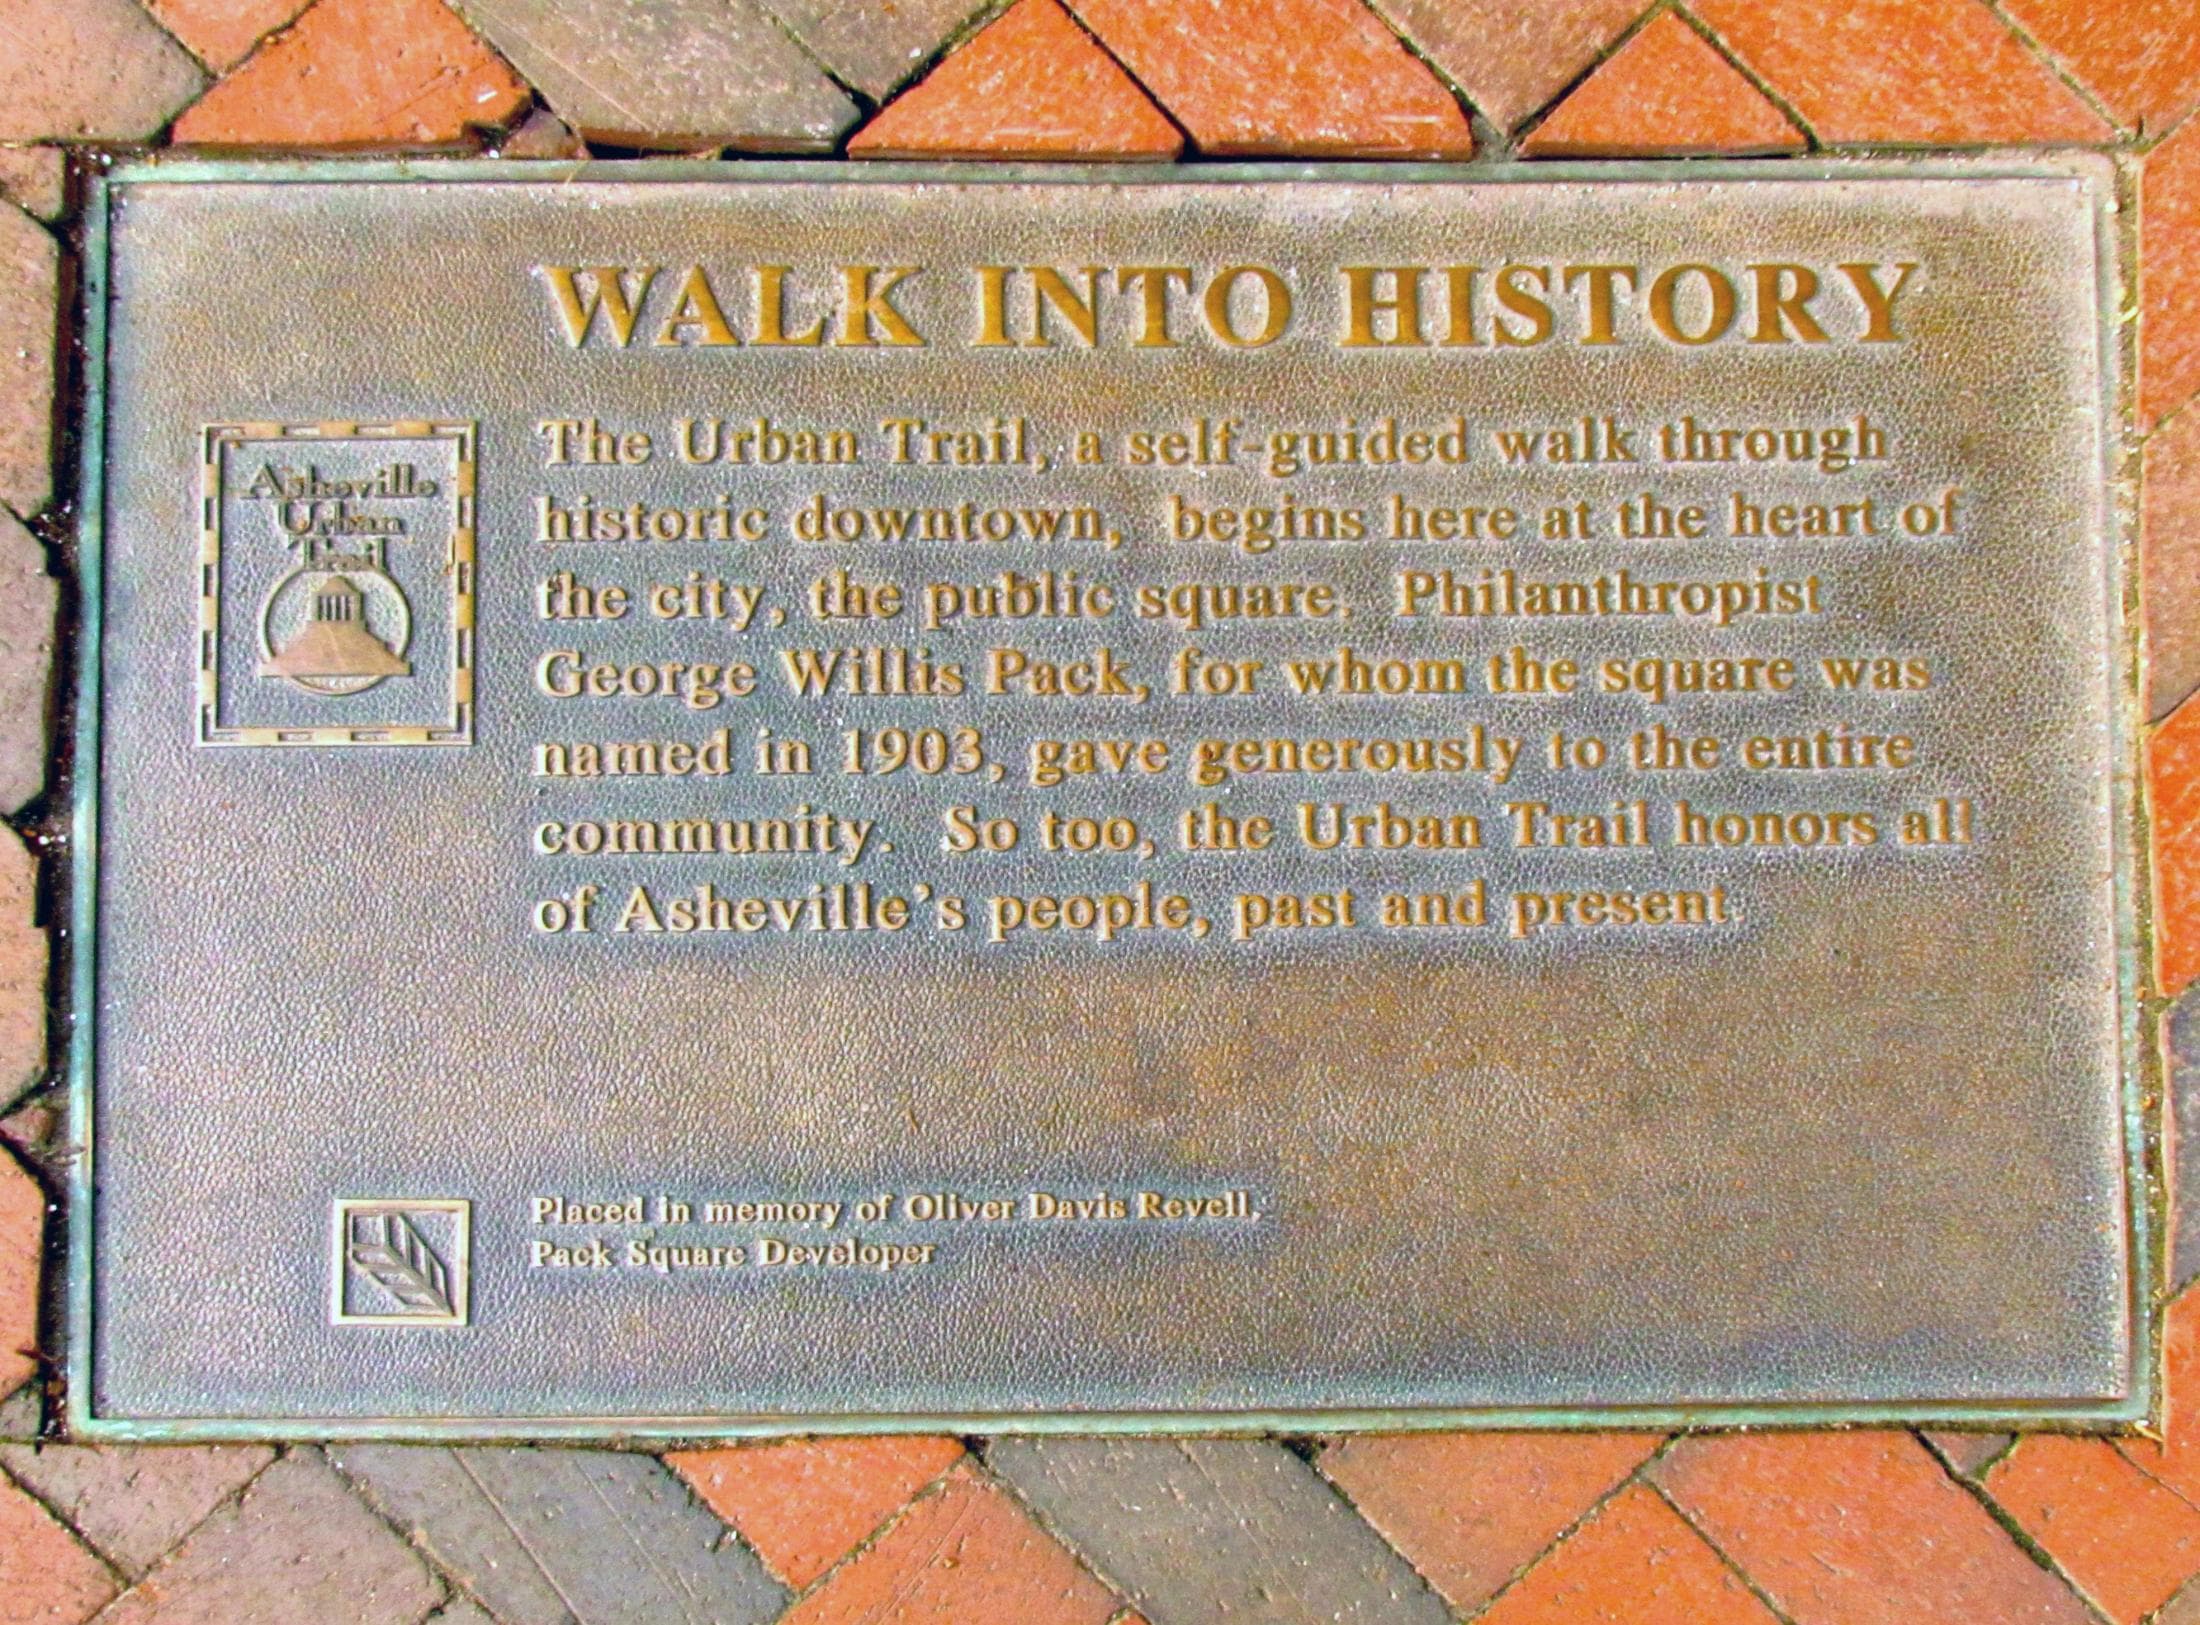 WALK INTO HISTORY
Asheville
Urban
Trail
The Urban Trail, a self-guided walk through
historic downtown, begins here at the heart of
the city, the public square. Philanthropist
George Willis Pack, for whom the square was
named in 1903, gave generously to the entire
community. So too, the Urban Trail honors all
of Asheville's people, past and present.
Placed in memory of Oliver Davis Revell,
Pack Square Developer